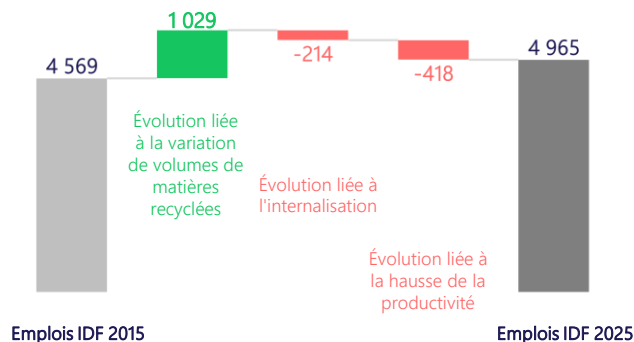 1 029
4 569
-214
-418
4 965
Évolution liée
à la variation
de volumes de
matières
recyclées
Évolution liée à
l'internalisation
Évolution liée à
la hausse de la
productivité
Emplois IDF 2015
Emplois IDF 2025